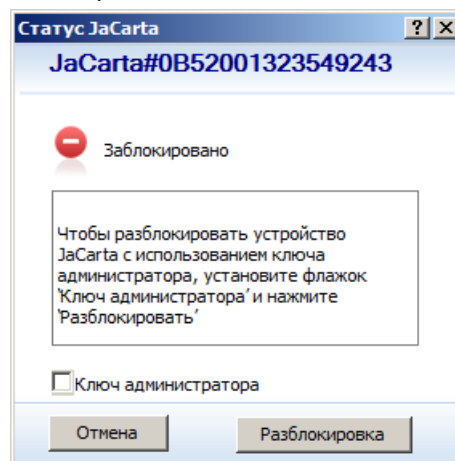 Статус JaCarta
JaCarta#0B52001323549243
Заблокировано
Чтобы разблокировать устройство
JaCarta с использованием ключа
администратора, установите флажок
'Ключ администратора' и нажмите
'Разблокировать'
Ключ администратора
Отмена
Разблокировка